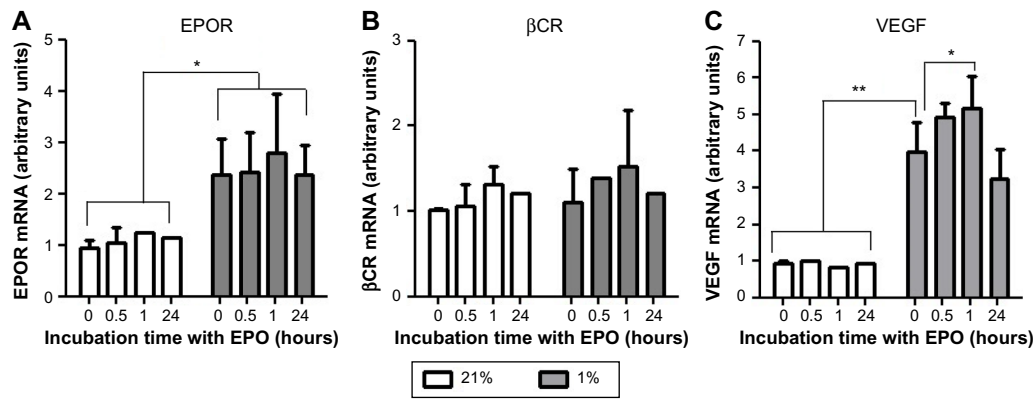 A
EPOR
EPOR mRNA (arbitrary units)
5
4
3
2
1
0
*
0 0.5 1 24 0 0.5 1 24
Incubation time with EPO (hours)
B
βCR
βCR mRNA (arbitrary units)
3
2
1
0
0 0.5 1 24 0 0.5 1 24
Incubation time with EPO (hours)
C
VEGF
VEGF mRNA (arbitrary units)
7
6
5
4
3
2
1
0
**
*
0 0.5 1 24 0 0.5 1 24
Incubation time with EPO (hours)
21% 1%